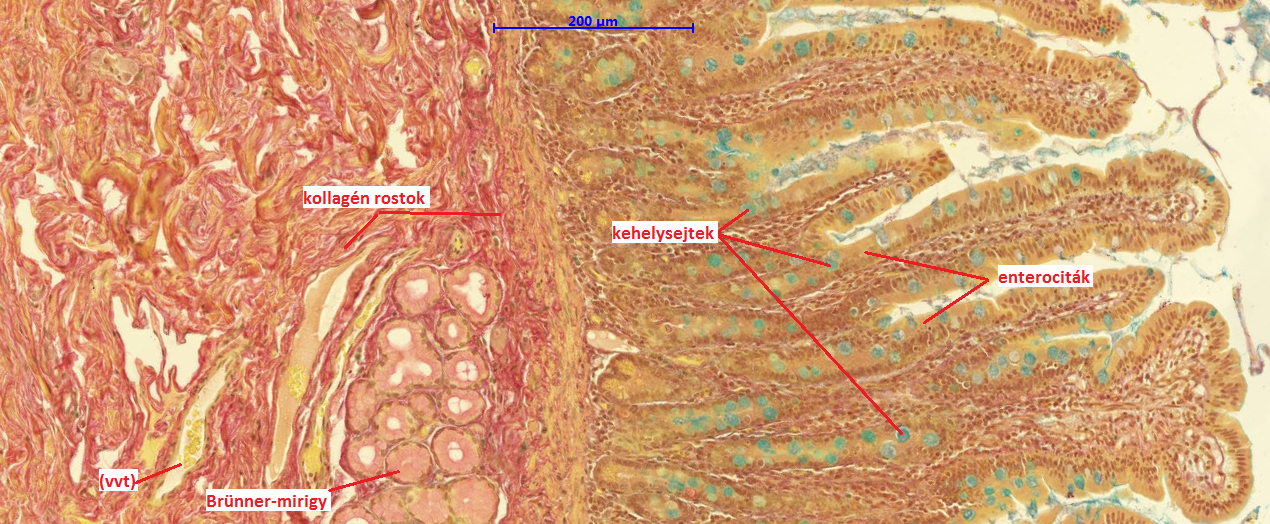 200 µm
kollagén rostok
kehelysejtek
enterociták
(vvt)
Brünner-mirigy